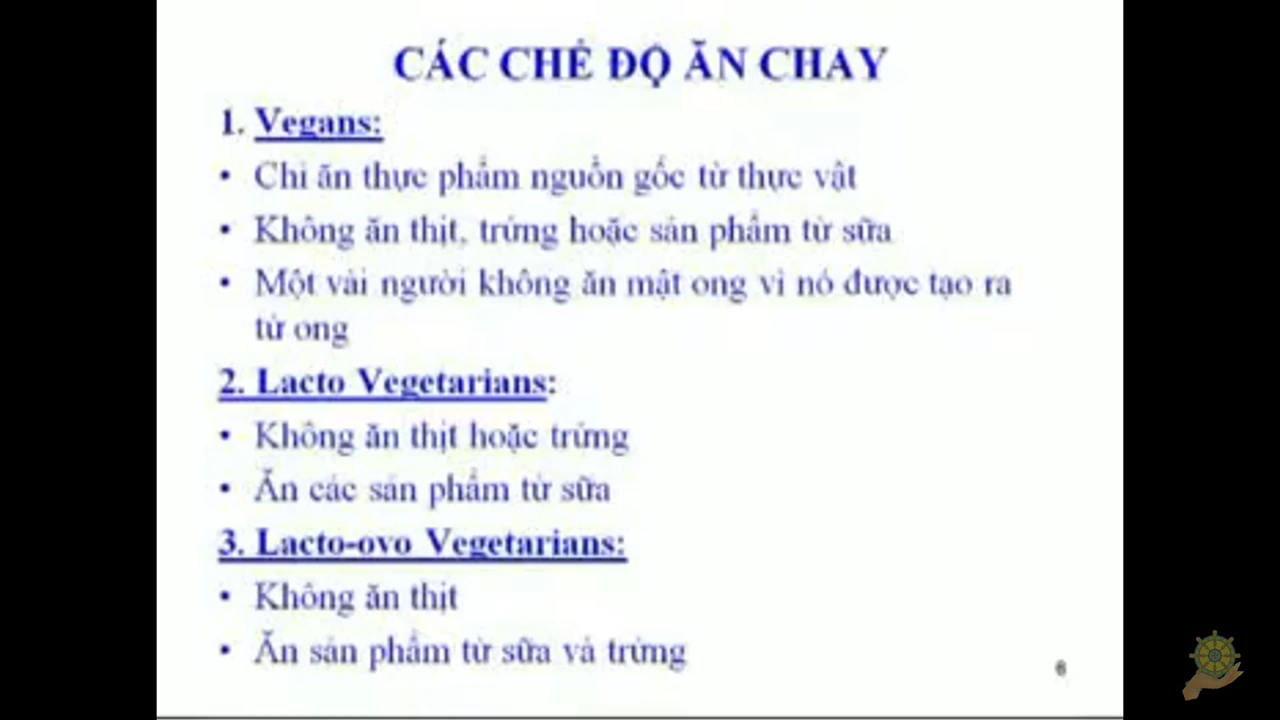 CÁC CHẾ ĐỘ ĂN CHAY
1. Vegans:
• Chỉ ăn thực phẩm nguồn gốc từ thực vật
• Không ăn thịt, trứng hoặc sản phẩm từ sữa
• Một vài người không ăn mật ong vì nó được tạo ra
từ ong
2. Lacto Vegetarians:
• Không ăn thịt hoặc trứng
• Ăn các sản phẩm từ sữa
3. Lacto-ovo Vegetarians:
• Không ăn thịt
• Ăn sản phẩm từ sữa và trứng
6